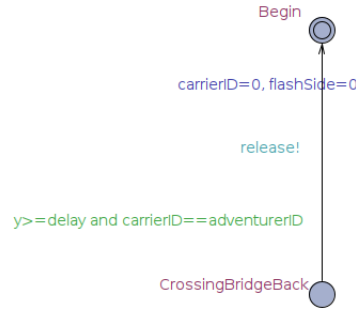 Begin
carrierID=0, flashSide=0
release!
y>=delay and carrierID==adventurerID
CrossingBridgeBack